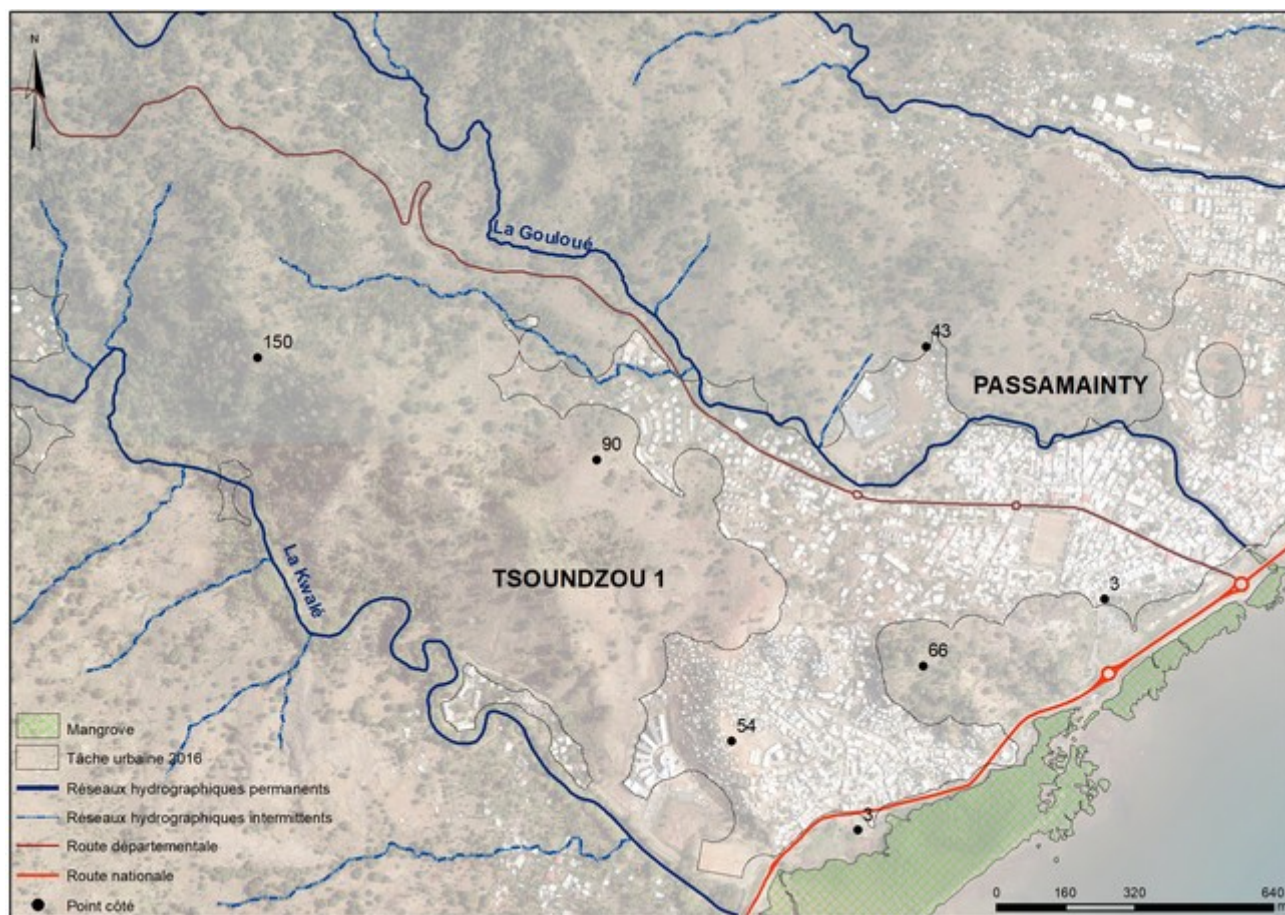 N
La Gouloué
43
150
PASSAMAINTY
90
La Kwalé
TSOUNDZOU 1
3
66
54
3
Mangrove
Tâche urbaine 2016
Réseaux hydrographiques permanents
Réseaux hydrographiques intermittents
Route départementale
Route nationale
Point côté
0 160 320 640
m